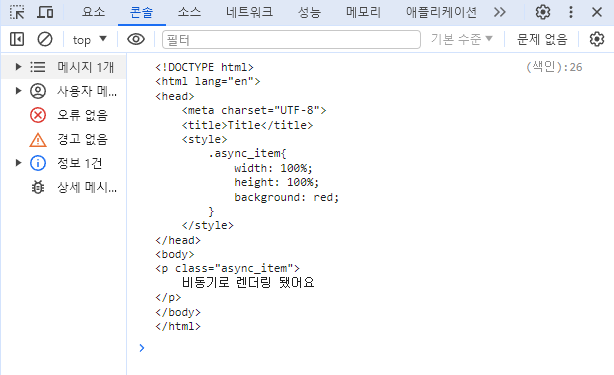 요소 콘솔 소스 네트워크 성능 메모리 애플리케이션
top 필터 기본 수준 문제 없음
메시지 1개
사용자 메...
오류 없음
경고 없음
정보 1건
상세 메시...
<!DOCTYPE html> (색인):26
<html lang="en">
<head>
    <meta charset="UTF-8">
    <title>Title</title>
    <style>
        .async_item{
            width: 100%;
            height: 100%;
            background: red;
        }
    </style>
</head>
<body>
<p class="async_item">
    비동기로 렌더링 됐어요
</p>
</body>
</html>